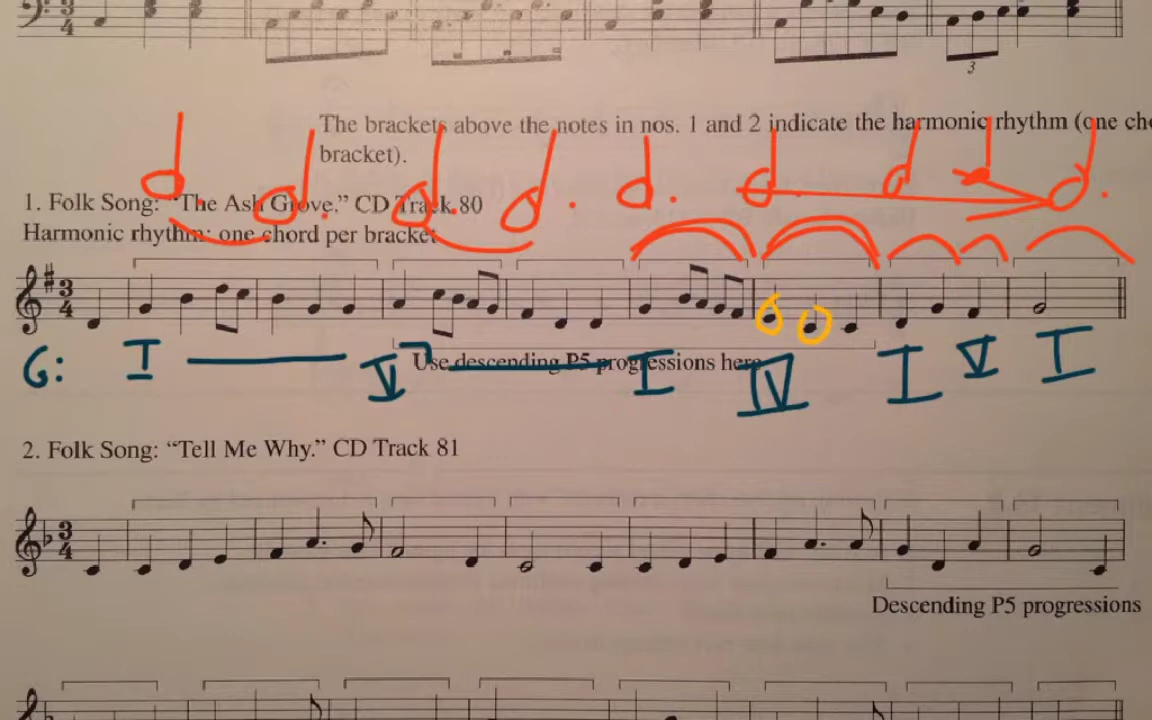 3
The brackets above the notes in nos. 1 and 2 indicate the harmonic rhythm (one
bracket).
1. Folk Song: “The Ash Grove.” CD Track 80
Harmonic rhythm: one chord per bracket
G: I V7 I IV I V I
Use descending P5 progressions here
2. Folk Song: “Tell Me Why.” CD Track 81
Descending P5 progressions